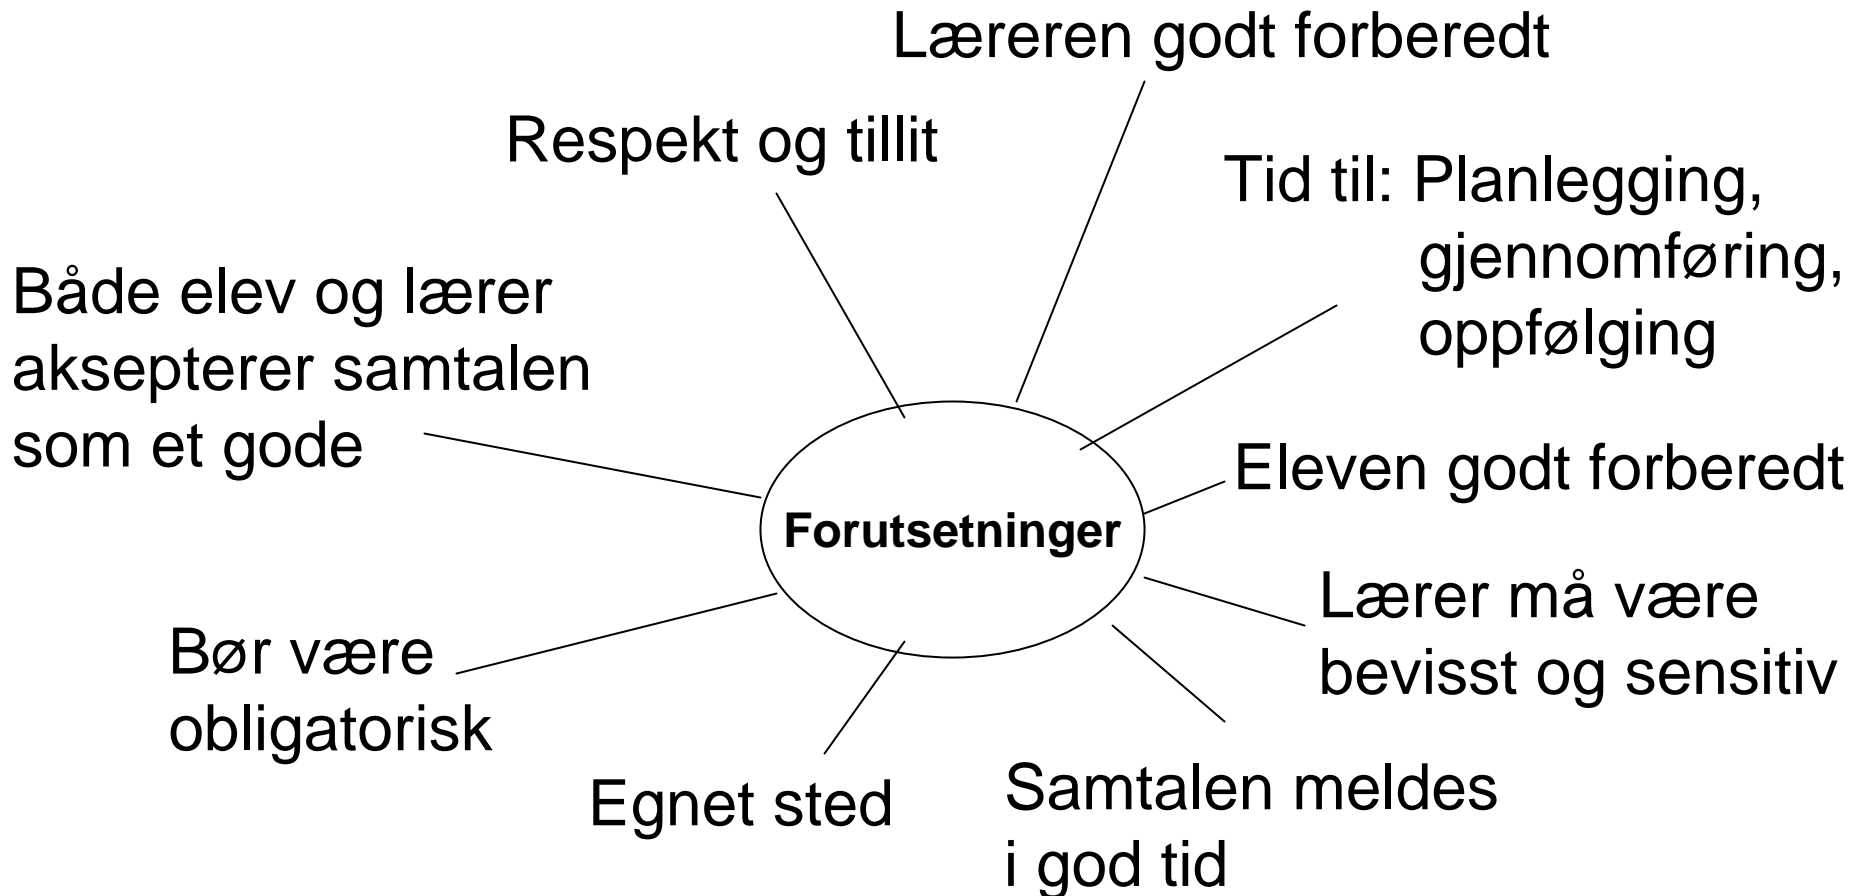 Læreren godt forberedt
Respekt og tillit
Tid til: Planlegging,
gjennomføring,
oppfølging
Både elev og lærer
aksepterer samtalen
som et gode
Eleven godt forberedt
Forutsetninger
Lærer må være
bevisst og sensitiv
Bør være
obligatorisk
Egnet sted
Samtalen meldes
i god tid